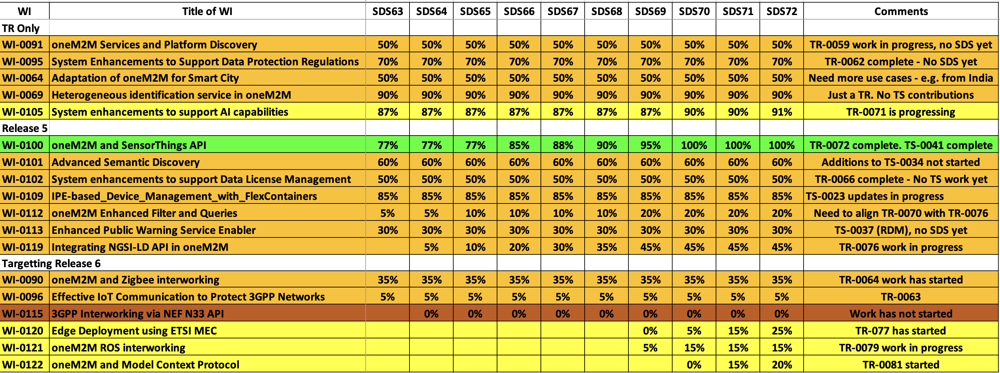 WI Title of WI SDS63 SDS64 SDS65 SDS66 SDS67 SDS68 SDS69 SDS70 SDS71 SDS72 Comments
TR Only
WI-0091 oneM2M Services and Platform Discovery 50% 50% 50% 50% 50% 50% 50% 50% 50% 50% TR-0059 work in progress, no SDS yet
WI-0095 System Enhancements to Support Data Protection Regulations 70% 70% 70% 70% 70% 70% 70% 70% 70% 70% TR-0062 complete - No SDS yet
WI-0064 Adaptation of oneM2M for Smart City 50% 50% 50% 50% 50% 50% 50% 50% 50% 50% Need more use cases - e.g. from India
WI-0069 Heterogeneous identification service in oneM2M 90% 90% 90% 90% 90% 90% 90% 90% 90% 90% Just a TR. No TS contributions
WI-0105 System enhancements to support AI capabilities 87% 87% 87% 87% 87% 87% 87% 90% 90% 91% TR-0071 is progressing
Release 5
WI-0100 oneM2M and SensorThings API 77% 77% 77% 85% 88% 90% 95% 100% 100% 100% TR-0072 complete. TS-0041 complete
WI-0101 Advanced Semantic Discovery 60% 60% 60% 60% 60% 60% 60% 60% 60% 60% Additions to TS-0034 not started
WI-0102 System enhancements to support Data License Management 50% 50% 50% 50% 50% 50% 50% 50% 50% 50% TR-0066 complete - No TS work yet
WI-0109 IPE-based_Device_Management_with_FlexContainers 85% 85% 85% 85% 85% 85% 85% 85% 85% 85% TS-0023 updates in progress
WI-0112 oneM2M Enhanced Filter and Queries 5% 5% 10% 10% 10% 10% 20% 20% 20% 20% Need to align TR-0070 with TR-0076
WI-0113 Enhanced Public Warning Service Enabler 30% 30% 30% 30% 30% 30% 30% 30% 30% 30% TS-0037 (RDM), no SDS yet
WI-0119 Integrating NGSI-LD API in oneM2M 5% 10% 20% 30% 35% 45% 45% 45% 45% TR-0076 work in progress
Targetting Release 6
WI-0090 oneM2M and Zigbee interworking 35% 35% 35% 35% 35% 35% 35% 35% 35% 35% TR-0064 work has started
WI-0096 Effective IoT Communication to Protect 3GPP Networks 5% 5% 5% 5% 5% 5% 5% 5% 5% 5% TR-0063
WI-0115 3GPP Interworking via NEF N33 API 0% 0% 0% 0% 0% 0% 0% 0% 0% Work has not started
WI-0120 Edge Deployment using ETSI MEC 0% 5% 15% 25% TR-077 has started
WI-0121 oneM2M ROS interworking 5% 15% 15% 15% TR-0079 work in progress
WI-0122 oneM2M and Model Context Protocol 0% 15% 20% TR-0081 started